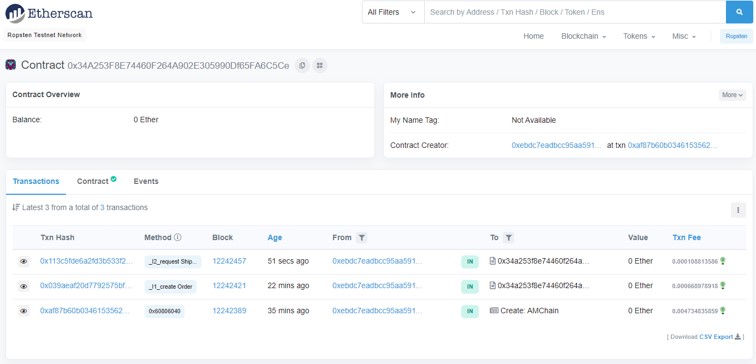 Etherscan
All Filters
Search by Address / Txn Hash / Block / Token / Ens
Ropsten Testnet Network
Home Blockchain Tokens Misc Ropsten
Contract 0x34A253F8E74460F264A902E305990Df65FA6C5Ce
Contract Overview
Balance: 0 Ether
More Info More
My Name Tag: Not Available
Contract Creator: 0xebdc7eadbcc95aa591... at txn 0xaf87b60b0346153562...
Transactions Contract Events
Latest 3 from a total of 3 transactions
Txn Hash Method Block Age From To Value Txn Fee
0x113c5fde6a2fd3b533f2... _l2_request Ship... 12242457 51 secs ago 0xebdc7eadbcc95aa591... IN 0x34a253f8e74460f264a... 0 Ether 0.000108813586
0x039aeaf20d7792575bf... _l1_create Order 12242421 22 mins ago 0xebdc7eadbcc95aa591... IN 0x34a253f8e74460f264a... 0 Ether 0.000668978918
0xaf87b60b0346153562... 0x60806040 12242389 35 mins ago 0xebdc7eadbcc95aa591... IN Create: AMChain 0 Ether 0.004734835859
[ Download CSV Export ]